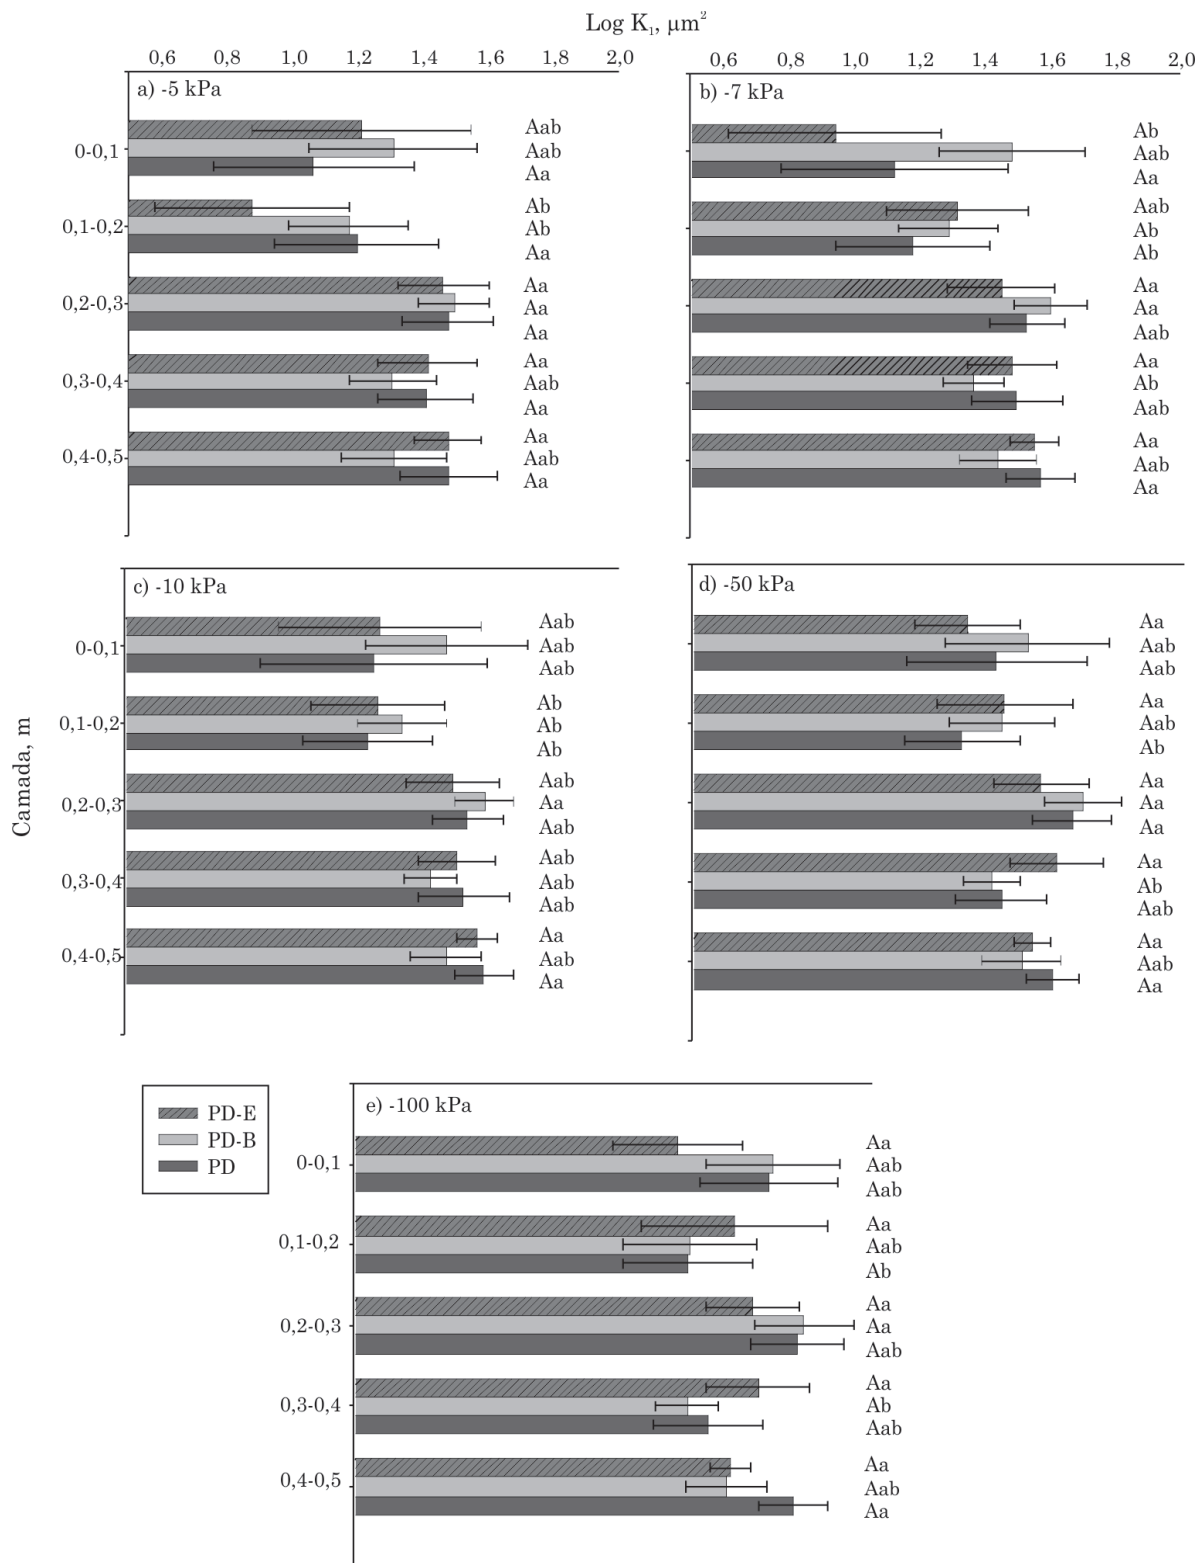 Log K₁, µm²
0,6 0,8 1,0 1,2 1,4 1,6 1,8 2,0
0,6 0,8 1,0 1,2 1,4 1,6 1,8 2,0
a) -5 kPa
0-0,1
Aab
Aab
Aa
0,1-0,2
Ab
Ab
Aa
0,2-0,3
Aa
Aa
Aa
0,3-0,4
Aa
Aab
Aa
0,4-0,5
Aa
Aab
Aa
b) -7 kPa
Ab
Aab
Aa
Aab
Ab
Ab
Aa
Aa
Aab
Aa
Ab
Aab
Aa
Aab
Aa
Camada, m
c) -10 kPa
0-0,1
Aab
Aab
Aab
0,1-0,2
Ab
Ab
Ab
0,2-0,3
Aab
Aa
Aab
0,3-0,4
Aab
Aab
Aab
0,4-0,5
Aa
Aab
Aa
d) -50 kPa
Aa
Aab
Aab
Aa
Aab
Ab
Aa
Aa
Aa
Aa
Ab
Aab
Aa
Aab
Aa
PD-E
PD-B
PD
e) -100 kPa
0-0,1
Aa
Aab
Aab
0,1-0,2
Aa
Aab
Ab
0,2-0,3
Aa
Aa
Aab
0,3-0,4
Aa
Ab
Aab
0,4-0,5
Aa
Aab
Aa